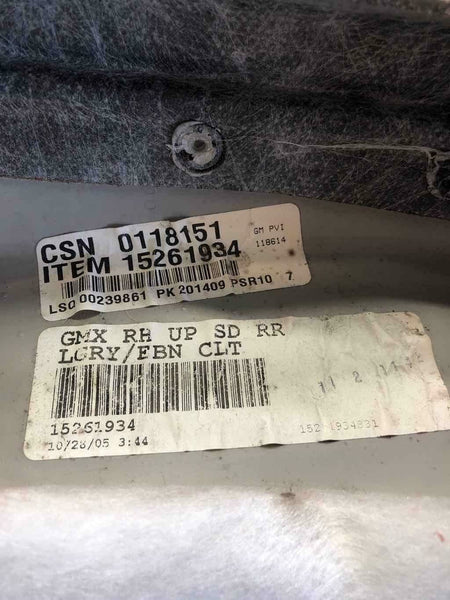 CSN 0118151
GM PVI
ITEM 15261934
118614
LSO 00239861 PK 201409 PSR10 7
GMX RH UP SD RR
LGRY/FBN CLT
15261934
10/28/05 3:44